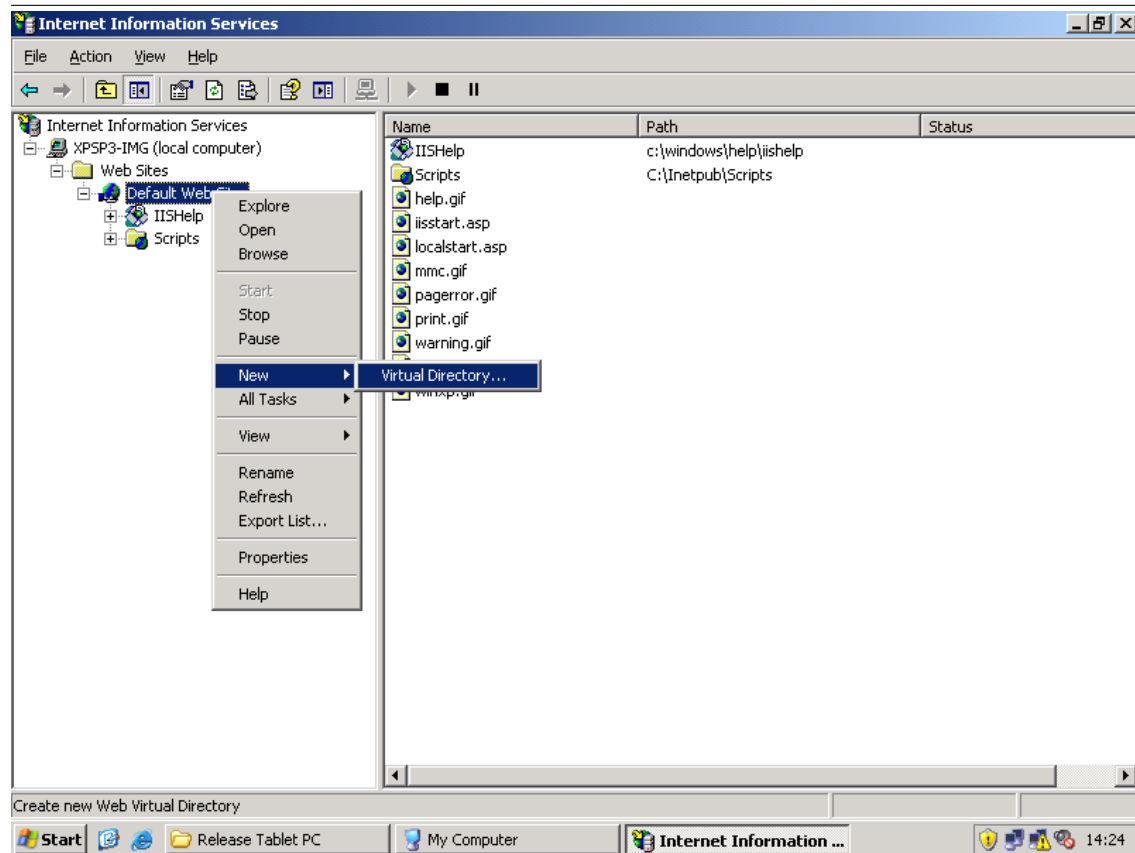 Internet Information Services
File Action View Help
Internet Information Services
XPSP3-IMG (local computer)
Web Sites
Default Web
IISHelp
Scripts
Explore
Open
Browse
Start
Stop
Pause
New
All Tasks
View
Rename
Refresh
Export List...
Properties
Help
Virtual Directory...
Name Path Status
IISHelp c:\windows\help\iishelp
Scripts C:\Inetpub\Scripts
help.gif
iisstart.asp
localstart.asp
mmc.gif
pagerror.gif
print.gif
warning.gif
winxp.gif
Create new Web Virtual Directory
Start Release Tablet PC My Computer Internet Information ... 14:24